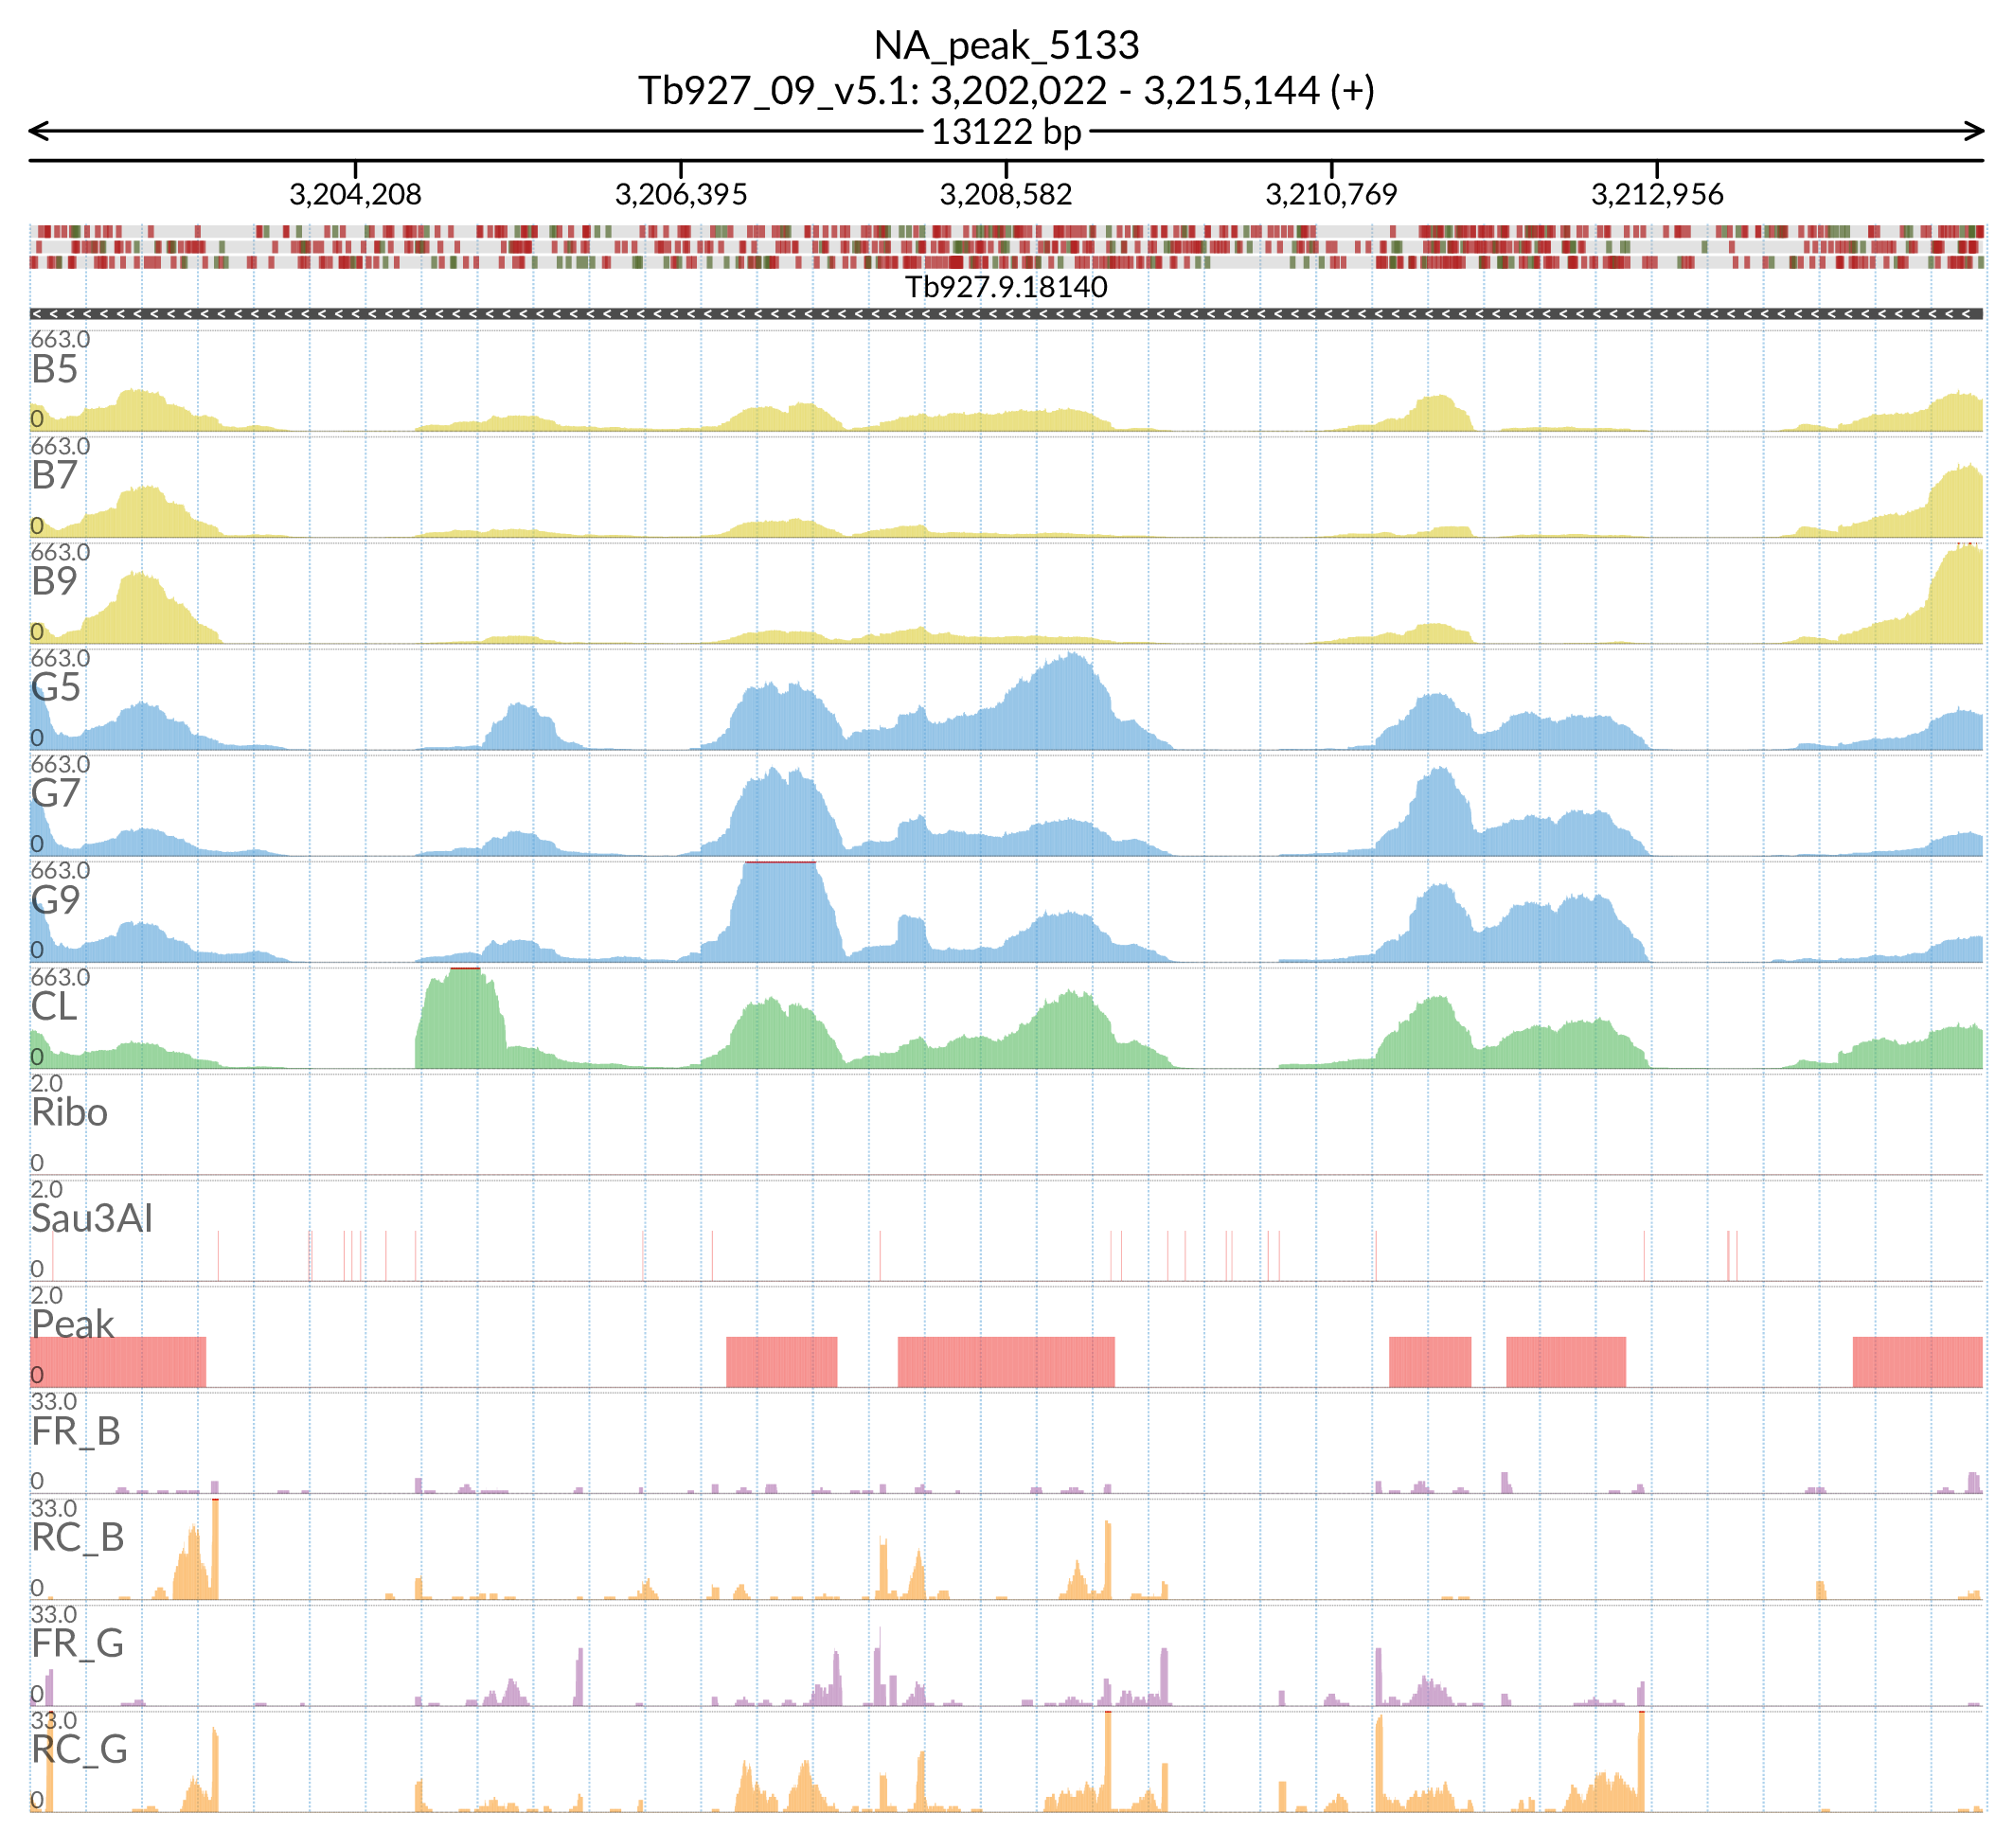 NA_peak_5133
Tb927_09_v5.1: 3,202,022 - 3,215,144 (+)
13122 bp
3,204,208 3,206,395 3,208,582 3,210,769 3,212,956
Tb927.9.18140
663.0
B5
0
663.0
B7
0
663.0
B9
0
663.0
G5
0
663.0
G7
0
663.0
G9
0
663.0
CL
0
2.0
Ribo
0
2.0
Sau3AI
0
2.0
Peak
0
33.0
FR_B
0
33.0
RC_B
0
33.0
FR_G
0
33.0
RC_G
0